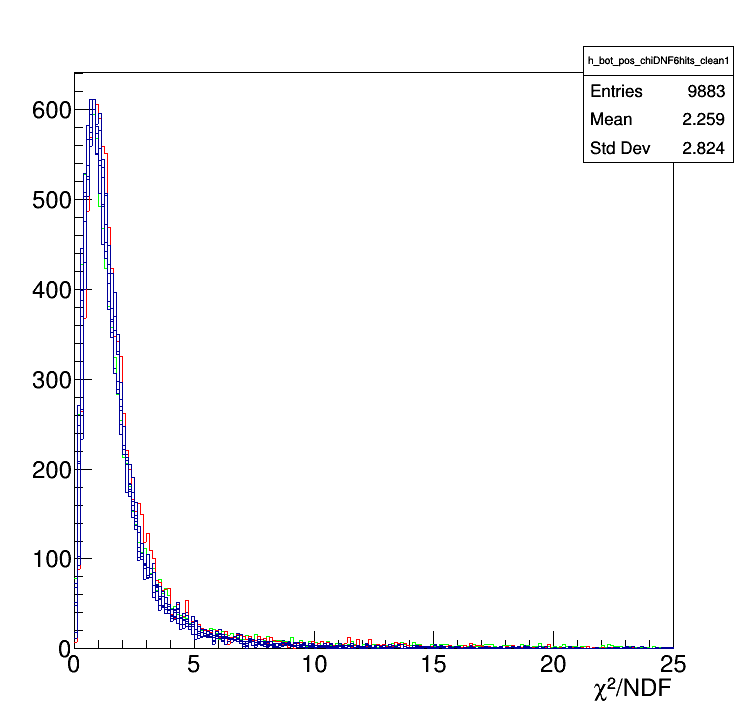 h_bot_pos_chiDNF6hits_clean1
Entries 9883
Mean 2.259
Std Dev 2.824
600
500
400
300
200
100
0
0 5 10 15 20 25
χ²/NDF